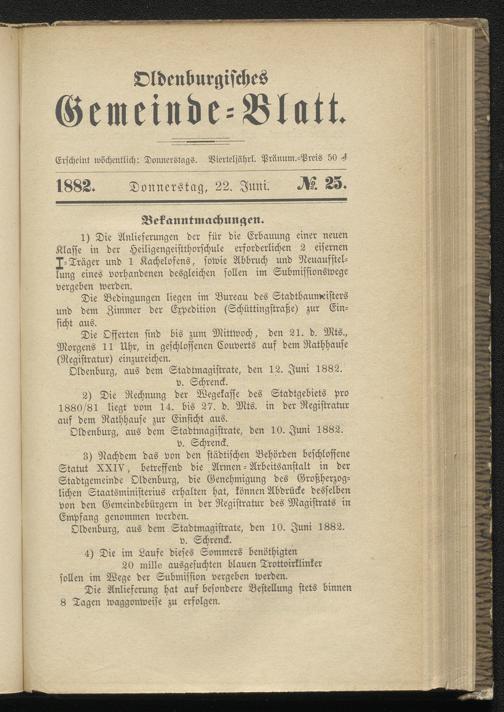 Oldenburgisches
Gemeinde-Blatt.
Erscheint wöchentlich: Donnerstags. Vierteljährl. Pränum.-Preis 50 ₰
1882. Donnerstag, 22. Juni. № 25.
Bekanntmachungen.
1) Die Anlieferungen der für die Erbauung einer neuen
Klasse in der Heiligengeistthorschule erforderlichen 2 eisernen
I-Träger und 1 Kachelofens, sowie Abbruch und Neuaufstel-
lung eines vorhandenen desgleichen sollen im Submissionswege
vergeben werden.
Die Bedingungen liegen im Bureau des Stadtbaumeisters
und dem Zimmer der Expedition (Schüttingstraße) zur Ein-
sicht aus.
Die Offerten sind bis zum Mittwoch, den 21. d. Mts.,
Morgens 11 Uhr, in geschlossenen Couverts auf dem Rathhause
(Registratur) einzureichen.
Oldenburg, aus dem Stadtmagistrate, den 12. Juni 1882.
v. Schrenck.
2) Die Rechnung der Wegekasse des Stadtgebiets pro
1880/81 liegt vom 14. bis 27. d. Mts. in der Registratur
auf dem Rathhause zur Einsicht aus.
Oldenburg, aus dem Stadtmagistrate, den 10. Juni 1882.
v. Schrenck.
3) Nachdem das von den städtischen Behörden beschlossene
Statut XXIV, betreffend die Armen-Arbeitsanstalt in der
Stadtgemeinde Oldenburg, die Genehmigung des Großherzog-
lichen Staatsministerius erhalten hat, können Abdrücke desselben
von den Gemeindebürgern in der Registratur des Magistrats in
Empfang genommen werden.
Oldenburg, aus dem Stadtmagistrate, den 10. Juni 1882.
v. Schrenck.
4) Die im Laufe dieses Sommers benöthigten
20 mille ausgesuchten blauen Trottoirklinker
sollen im Wege der Submission vergeben werden.
Die Anlieferung hat auf besondere Bestellung stets binnen
8 Tagen waggonweise zu erfolgen.